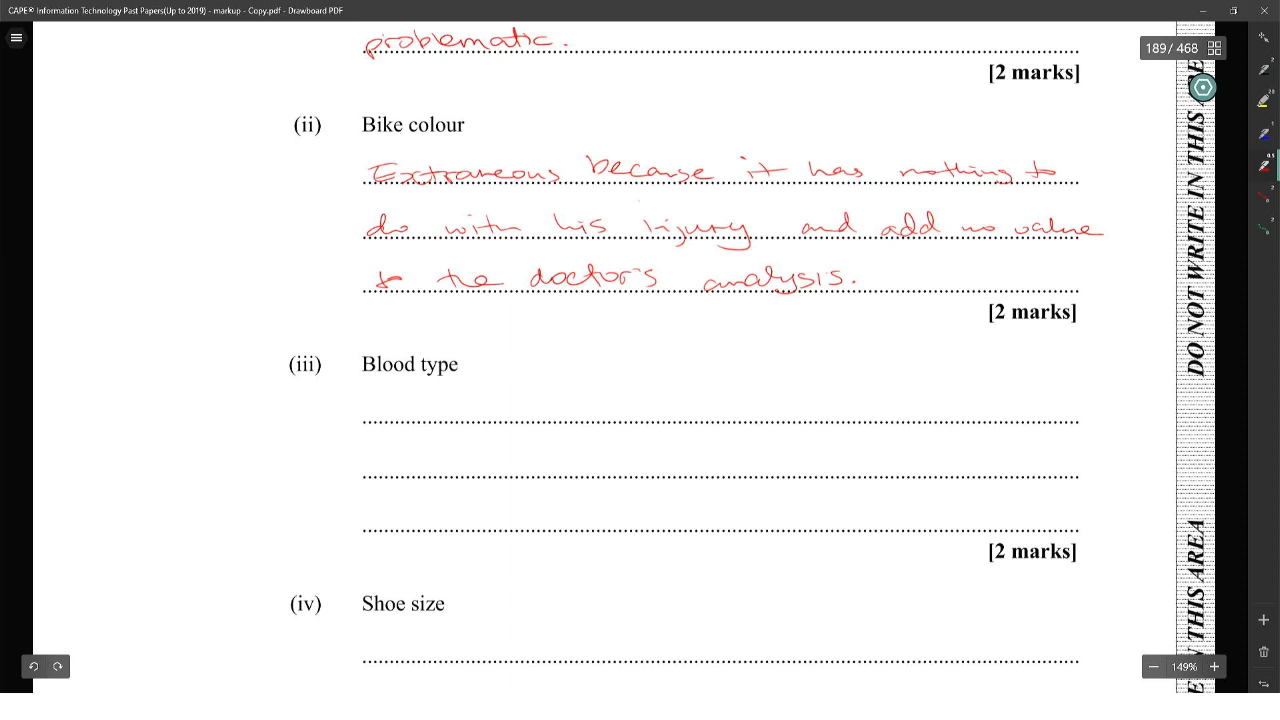 CAPE® Information Technology Past Papers(Up to 2019) - markup - Copy.pdf - Drawboard PDF
problematic.
189 / 468
[2 marks]
(ii) Bike colour
Extraneous because it has nothing to
do with his injury and add no value
to the doctor's analysis.
[2 marks]
(iii) Blood type
[2 marks]
(iv) Shoe size
149%
DO NOT WRITE IN THIS
THIS AREA